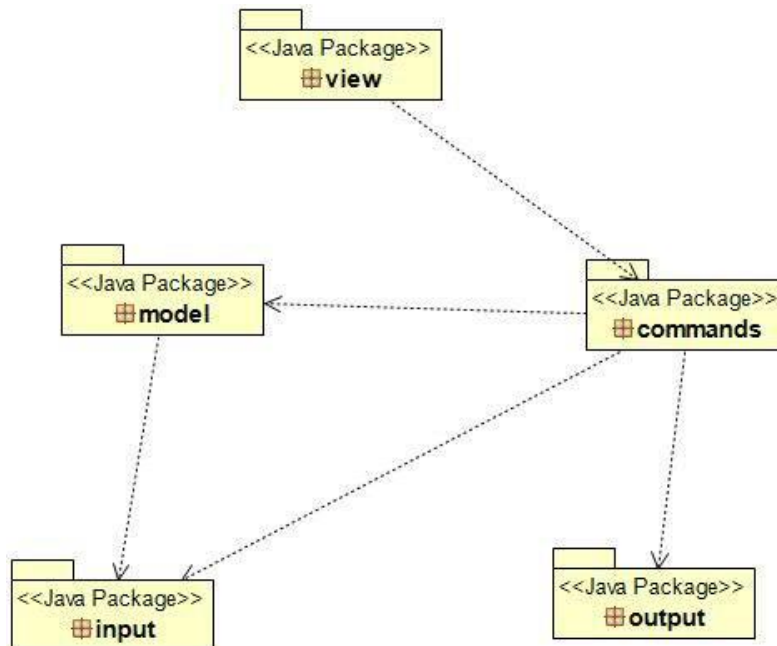 <<Java Package>>
view
<<Java Package>>
model
<<Java Package>>
commands
<<Java Package>>
input
<<Java Package>>
output